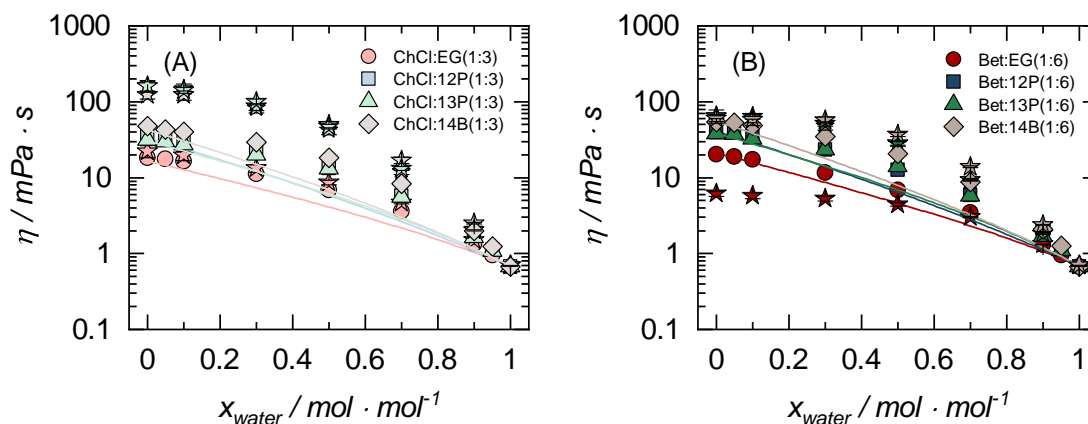 (A)
ChCl:EG(1:3)
ChCl:12P(1:3)
ChCl:13P(1:3)
ChCl:14B(1:3)
η / mPa · s
1000
100
10
1
0.1
0 0.2 0.4 0.6 0.8 1
x_water / mol · mol⁻¹
(B)
Bet:EG(1:6)
Bet:12P(1:6)
Bet:13P(1:6)
Bet:14B(1:6)
η / mPa · s
1000
100
10
1
0.1
0 0.2 0.4 0.6 0.8 1
x_water / mol · mol⁻¹